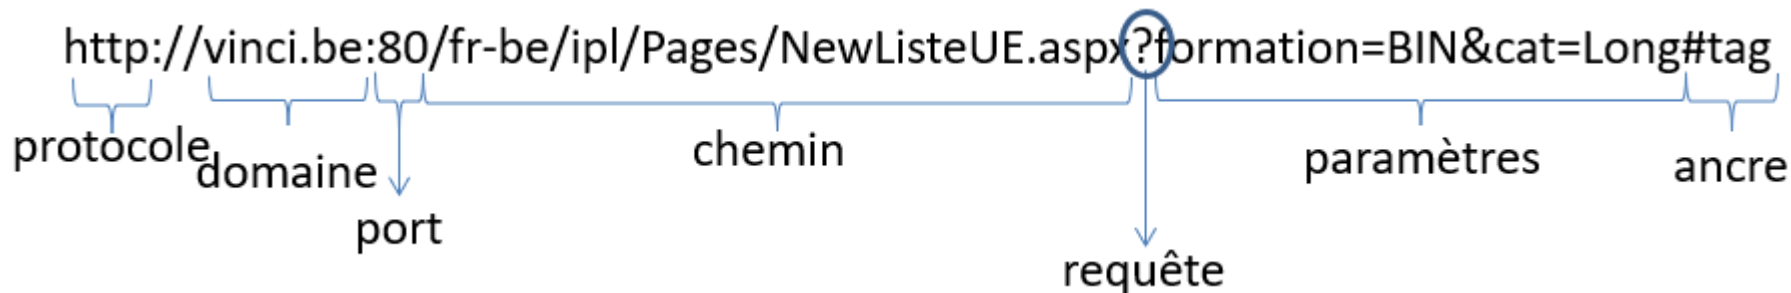 http://vinci.be:80/fr-be/ipl/Pages/NewListeUE.aspx?formation=BIN&cat=Long#tag
protocole domaine chemin paramètres ancre
port
requête